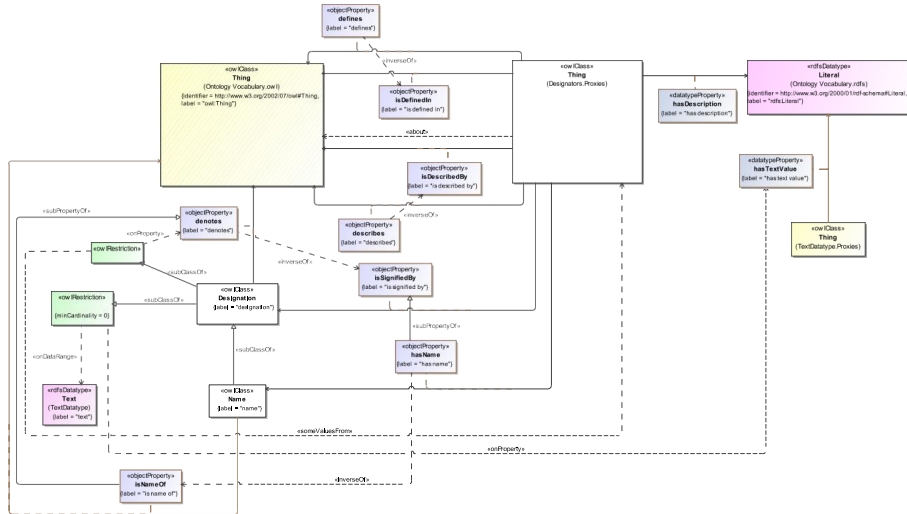 «objectProperty»
defines
{label = "defines"}
«inverseOf»
«owlClass»
Thing
(Ontology Vocabulary.owl)
{identifier = http://www.w3.org/2002/07/owl#Thing,
label = "owl:Thing"}
«objectProperty»
isDefinedIn
{label = "is defined in"}
«about»
«owlClass»
Thing
(Designators.Proxies)
«rdfsDatatype»
Literal
(Ontology Vocabulary.rdfs)
{identifier = http://www.w3.org/2000/01/rdf-schema#Literal,
label = "rdfs:Literal"}
«datatypeProperty»
hasDescription
{label = "has description"}
«objectProperty»
isDescribedBy
{label = "is described by"}
«datatypeProperty»
hasTextValue
{label = "has text value"}
«subPropertyOf»
«objectProperty»
denotes
{label = "denotes"}
«objectProperty»
describes
{label = "describes"}
«inverseOf»
«owlClass»
Thing
(TextDatatype.Proxies)
«onProperty»
«owlRestriction»
«inverseOf»
«subClassOf»
«objectProperty»
isSignifiedBy
{label = "is signified by"}
«owlRestriction»
{minCardinality = 0}
«subClassOf»
«owlClass»
Designation
{label = "designation"}
«subPropertyOf»
«onDataRange»
«subClassOf»
«objectProperty»
hasName
{label = "has name"}
«rdfsDatatype»
Text
(TextDatatype)
{label = "text"}
«owlClass»
Name
{label = "name"}
«someValuesFrom»
«onProperty»
«objectProperty»
isNameOf
{label = "is name of"}
«inverseOf»